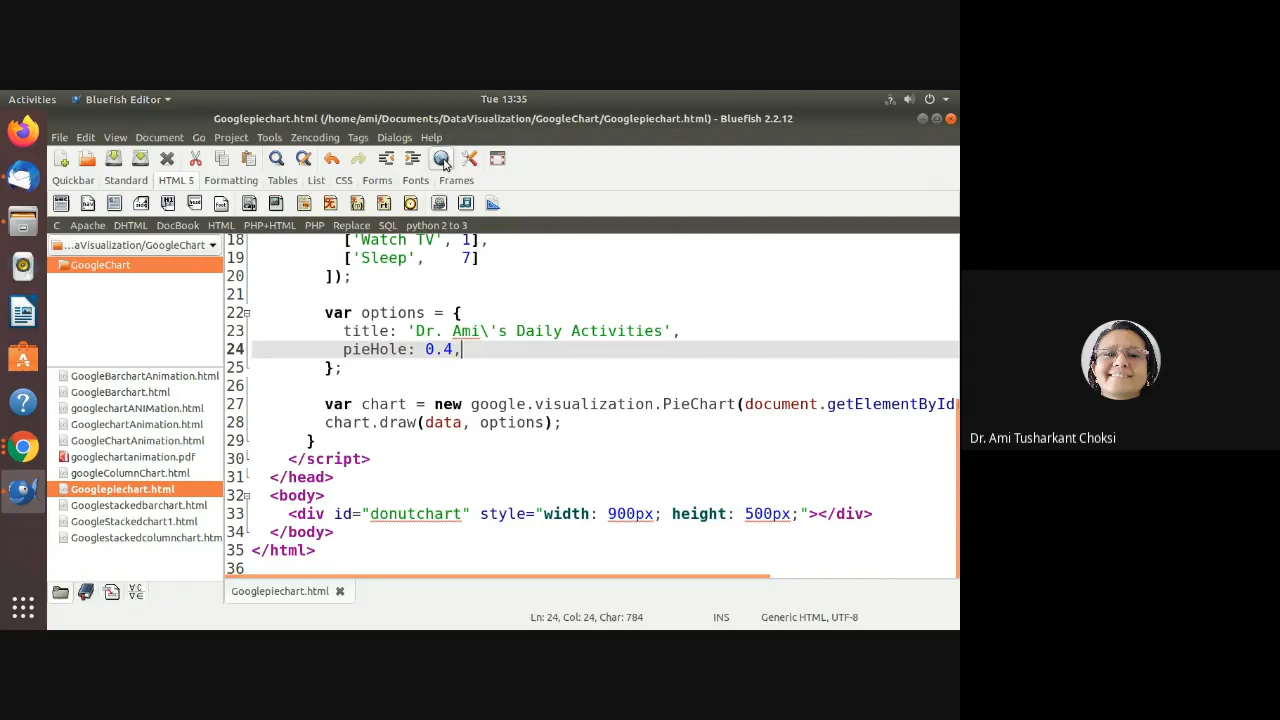 Activities Bluefish Editor Tue 13:35
Googlepiechart.html (/home/ami/Documents/DataVisualization/GoogleChart/Googlepiechart.html) - Bluefish 2.2.12
File Edit View Document Go Project Tools Zencoding Tags Dialogs Help
Quickbar Standard HTML 5 Formatting Tables List CSS Forms Fonts Frames
C Apache DHTML DocBook HTML PHP+HTML PHP Replace SQL python2 to 3
...aVisualization/GoogleChart
GoogleChart
GoogleBarchartAnimation.html
GoogleBarchart.html
googlechartANIMation.html
GooglechartAnimation.html
GoogleChartAnimation.html
googlechartanimation.pdf
googleColumnChart.html
Googlepiechart.html
Googlestackedbarchart.html
GoogleStackedchart1.html
Googlestackedcolumnchart.htm
18 ['Watch TV', 1],
19 ['Sleep', 7]
20 ]);
21
22 var options = {
23 title: 'Dr. Ami\'s Daily Activities',
24 pieHole: 0.4,
25 };
26
27 var chart = new google.visualization.PieChart(document.getElementById
28 chart.draw(data, options);
29 }
30 </script>
31 </head>
32 <body>
33 <div id="donutchart" style="width: 900px; height: 500px;"></div>
34 </body>
35 </html>
36
Googlepiechart.html
Ln: 24, Col: 24, Char: 784 INS Generic HTML, UTF-8
Dr. Ami Tusharkant Choksi